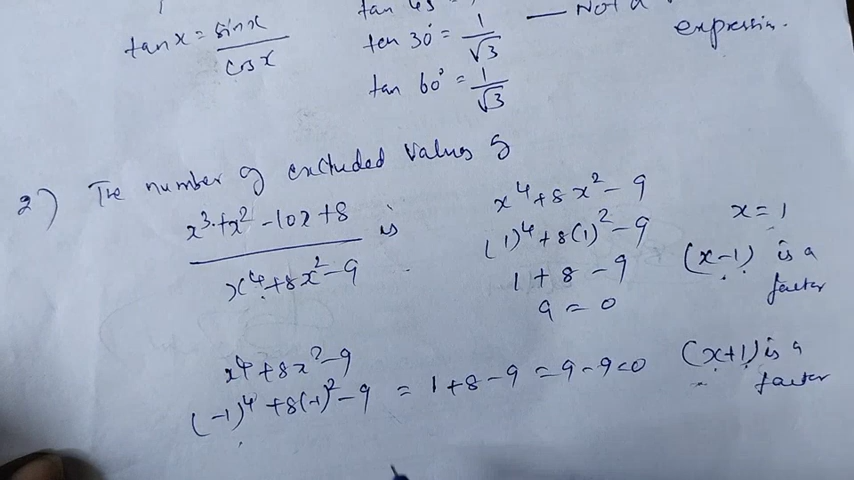 tan x = sin x / cos x
tan 45
tan 30° = 1/√3
tan 60° = 1/√3
— Not a
expression.
2) The number of excluded values of
x³ + x² - 10x + 8 / x⁴ + 8x² - 9 is
x⁴ + 8x² - 9
(1)⁴ + 8(1)² - 9
1 + 8 - 9
9 = 0
x = 1
(x-1) is a
factor
x⁴ + 8x² - 9
(-1)⁴ + 8(-1)² - 9 = 1 + 8 - 9 = 9 - 9 = 0
(x+1) is a
factor